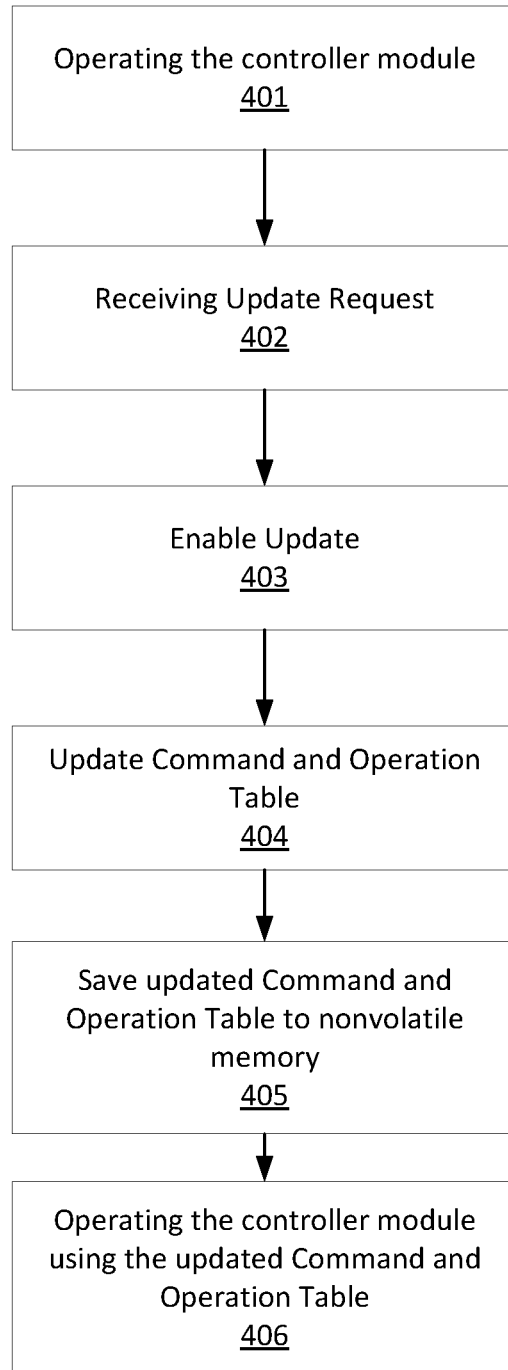 Operating the controller module
401
Receiving Update Request
402
Enable Update
403
Update Command and Operation
Table
404
Save updated Command and
Operation Table to nonvolatile
memory
405
Operating the controller module
using the updated Command and
Operation Table
406